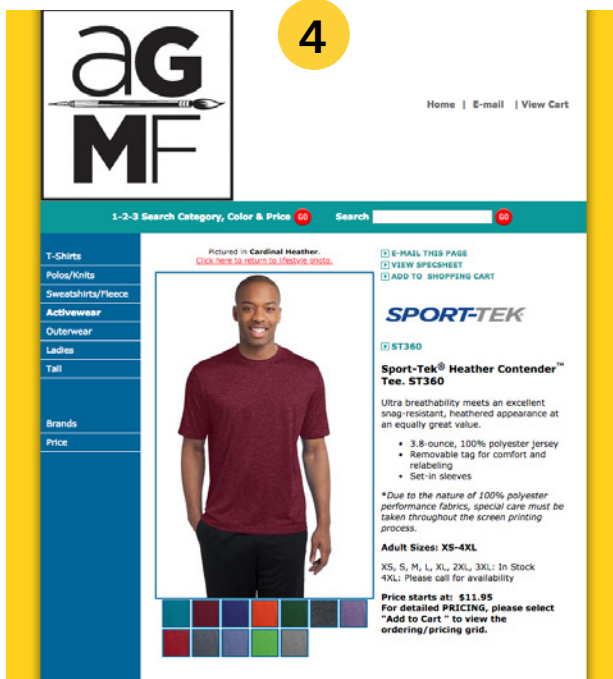 4
aG
MF
Home | E-mail | View Cart
1-2-3 Search Category, Color & Price GO Search GO
T-Shirts
Polos/Knits
Sweatshirts/Fleece
Activewear
Outerwear
Ladies
Tall
Brands
Price
Pictured in Cardinal Heather.
Click here to return to lifestyle photo.
E-MAIL THIS PAGE
VIEW SPECSHEET
ADD TO SHOPPING CART
SPORT-TEK
ST360
Sport-Tek® Heather Contender™
Tee. ST360
Ultra breathability meets an excellent
snag-resistant, heathered appearance at
an equally great value.
• 3.8-ounce, 100% polyester jersey
• Removable tag for comfort and
relabeling
• Set-in sleeves
*Due to the nature of 100% polyester
performance fabrics, special care must be
taken throughout the screen printing
process.
Adult Sizes: XS-4XL
XS, S, M, L, XL, 2XL, 3XL: In Stock
4XL: Please call for availability
Price starts at: $11.95
For detailed PRICING, please select
"Add to Cart " to view the
ordering/pricing grid.